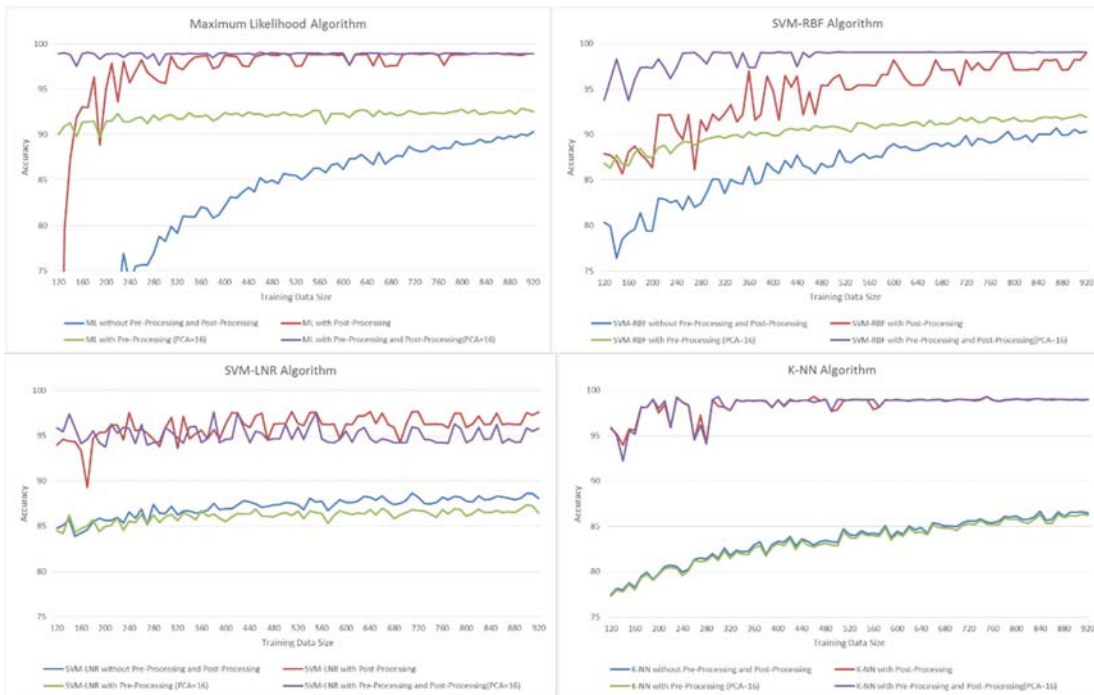 Maximum Likelihood Algorithm
100
95
90
85
80
75
Accuracy
120 160 200 240 280 320 360 400 440 480 520 560 600 640 680 720 760 800 840 880 920
Training Data Size
ML without Pre-Processing and Post-Processing
ML with Post-Processing
ML with Pre-Processing (PCA=16)
ML with Pre-Processing and Post-Processing(PCA=16)
SVM-RBF Algorithm
100
95
90
85
80
75
Accuracy
120 160 200 240 280 320 360 400 440 480 520 560 600 640 680 720 760 800 840 880 920
Training Data Size
SVM-RBF without Pre-Processing and Post-Processing
SVM-RBF with Post-Processing
SVM-RBF with Pre-Processing (PCA=16)
SVM-RBF with Pre-Processing and Post-Processing(PCA=16)
SVM-LNR Algorithm
100
95
90
85
80
75
Accuracy
120 160 200 240 280 320 360 400 440 480 520 560 600 640 680 720 760 800 840 880 920
Training Data Size
SVM-LNR without Pre-Processing and Post-Processing
SVM-LNR with Post-Processing
SVM-LNR with Pre-Processing (PCA=16)
SVM-LNR with Pre-Processing and Post-Processing(PCA=16)
K-NN Algorithm
100
95
90
85
80
75
Accuracy
120 160 200 240 280 320 360 400 440 480 520 560 600 640 680 720 760 800 840 880 920
Training Data Size
K-NN without Pre-Processing and Post-Processing
K-NN with Post-Processing
K-NN with Pre-Processing (PCA=16)
K-NN with Pre-Processing and Post-Processing(PCA=16)